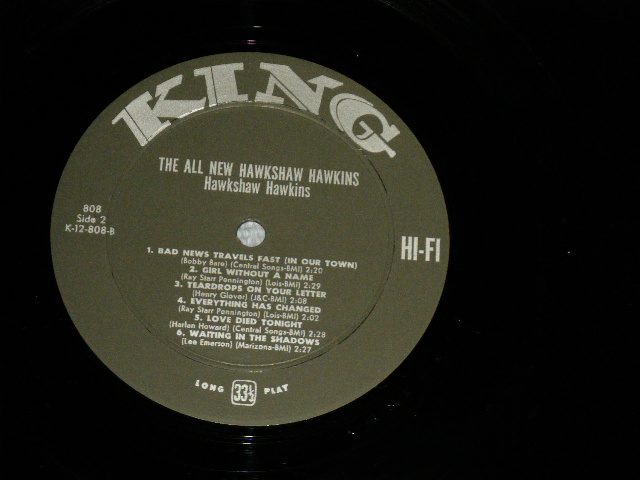 KING
THE ALL NEW HAWKSHAW HAWKINS
Hawkshaw Hawkins
808
Side 2
K-12-808-B
HI-FI
1. BAD NEWS TRAVELS FAST (IN OUR TOWN)
(Bobby Bare) (Central Songs-BMI) 2:20
2. GIRL WITHOUT A NAME
(Ray Starr Pennington) (Lois-BMI) 2:29
3. TEARDROPS ON YOUR LETTER
(Henry Glover) (J&C-BMI) 2:08
4. EVERYTHING HAS CHANGED
(Ray Starr Pennington) (Lois-BMI) 2:02
5. LOVE DIED TONIGHT
(Harlan Howard) (Central Songs-BMI) 2:28
6. WAITING IN THE SHADOWS
(Lee Emerson) (Marizona-BMI) 2:27
LONG 33⅓ PLAY